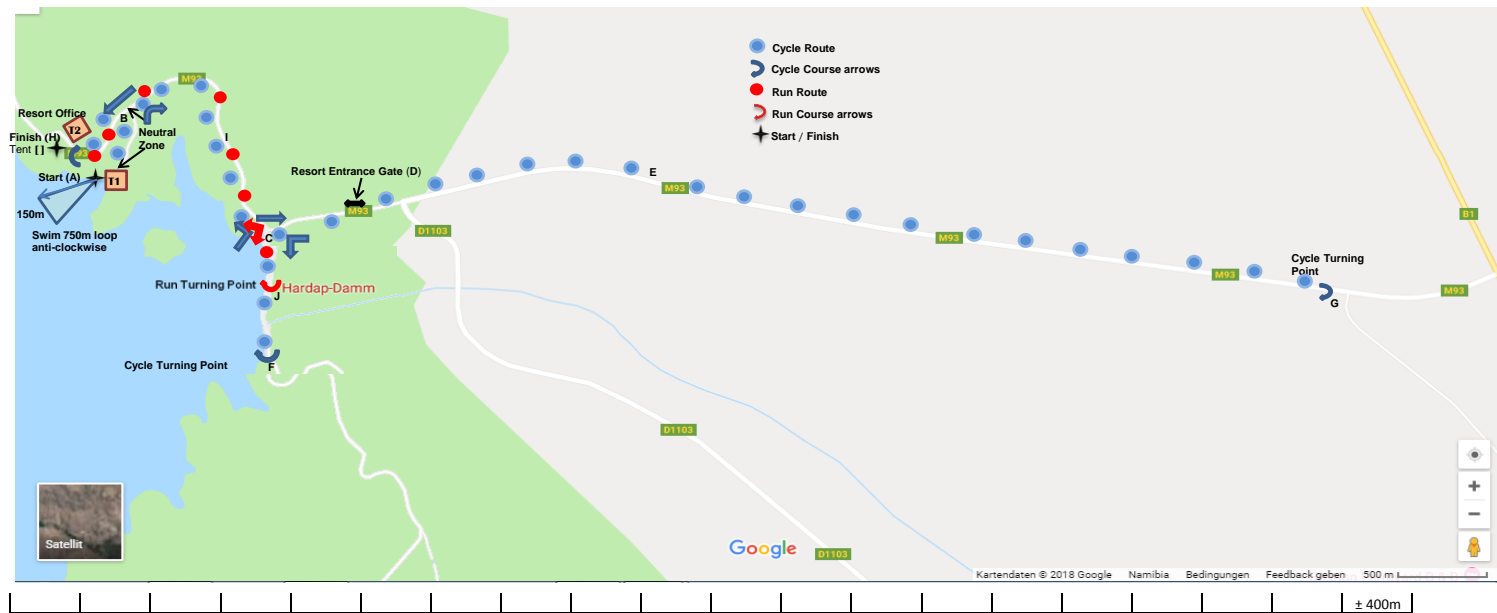 Cycle Route
Cycle Course arrows
Run Route
Run Course arrows
Start / Finish
M93
Resort Office
T2
B
Neutral
Zone
Finish (H)
Tent [ ]
Start (A)
T1
150m
Swim 750m loop
anti-clockwise
I
Resort Entrance Gate (D)
M93
C
D1103
E
M93
M93
M93
B1
Cycle Turning
Point
G
M93
Run Turning Point
Hardap-Damm
J
Cycle Turning Point
F
D1103
D1103
Satellit
Google
Kartendaten © 2018 Google Namibia Bedingungen Feedback geben 500 m
± 400m